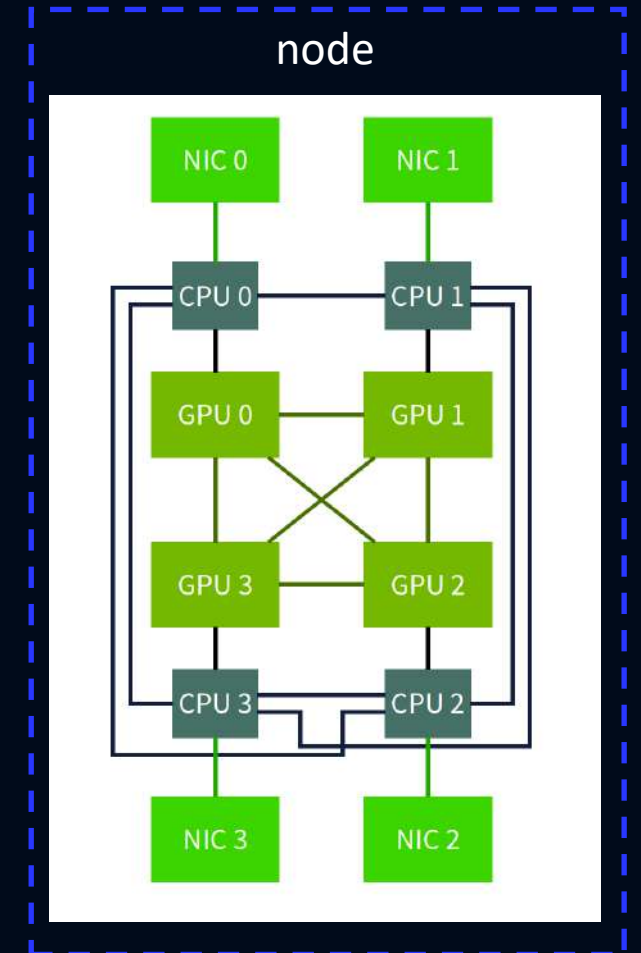 node
NIC 0
NIC 1
CPU 0
CPU 1
GPU 0
GPU 1
GPU 3
GPU 2
CPU 3
CPU 2
NIC 3
NIC 2